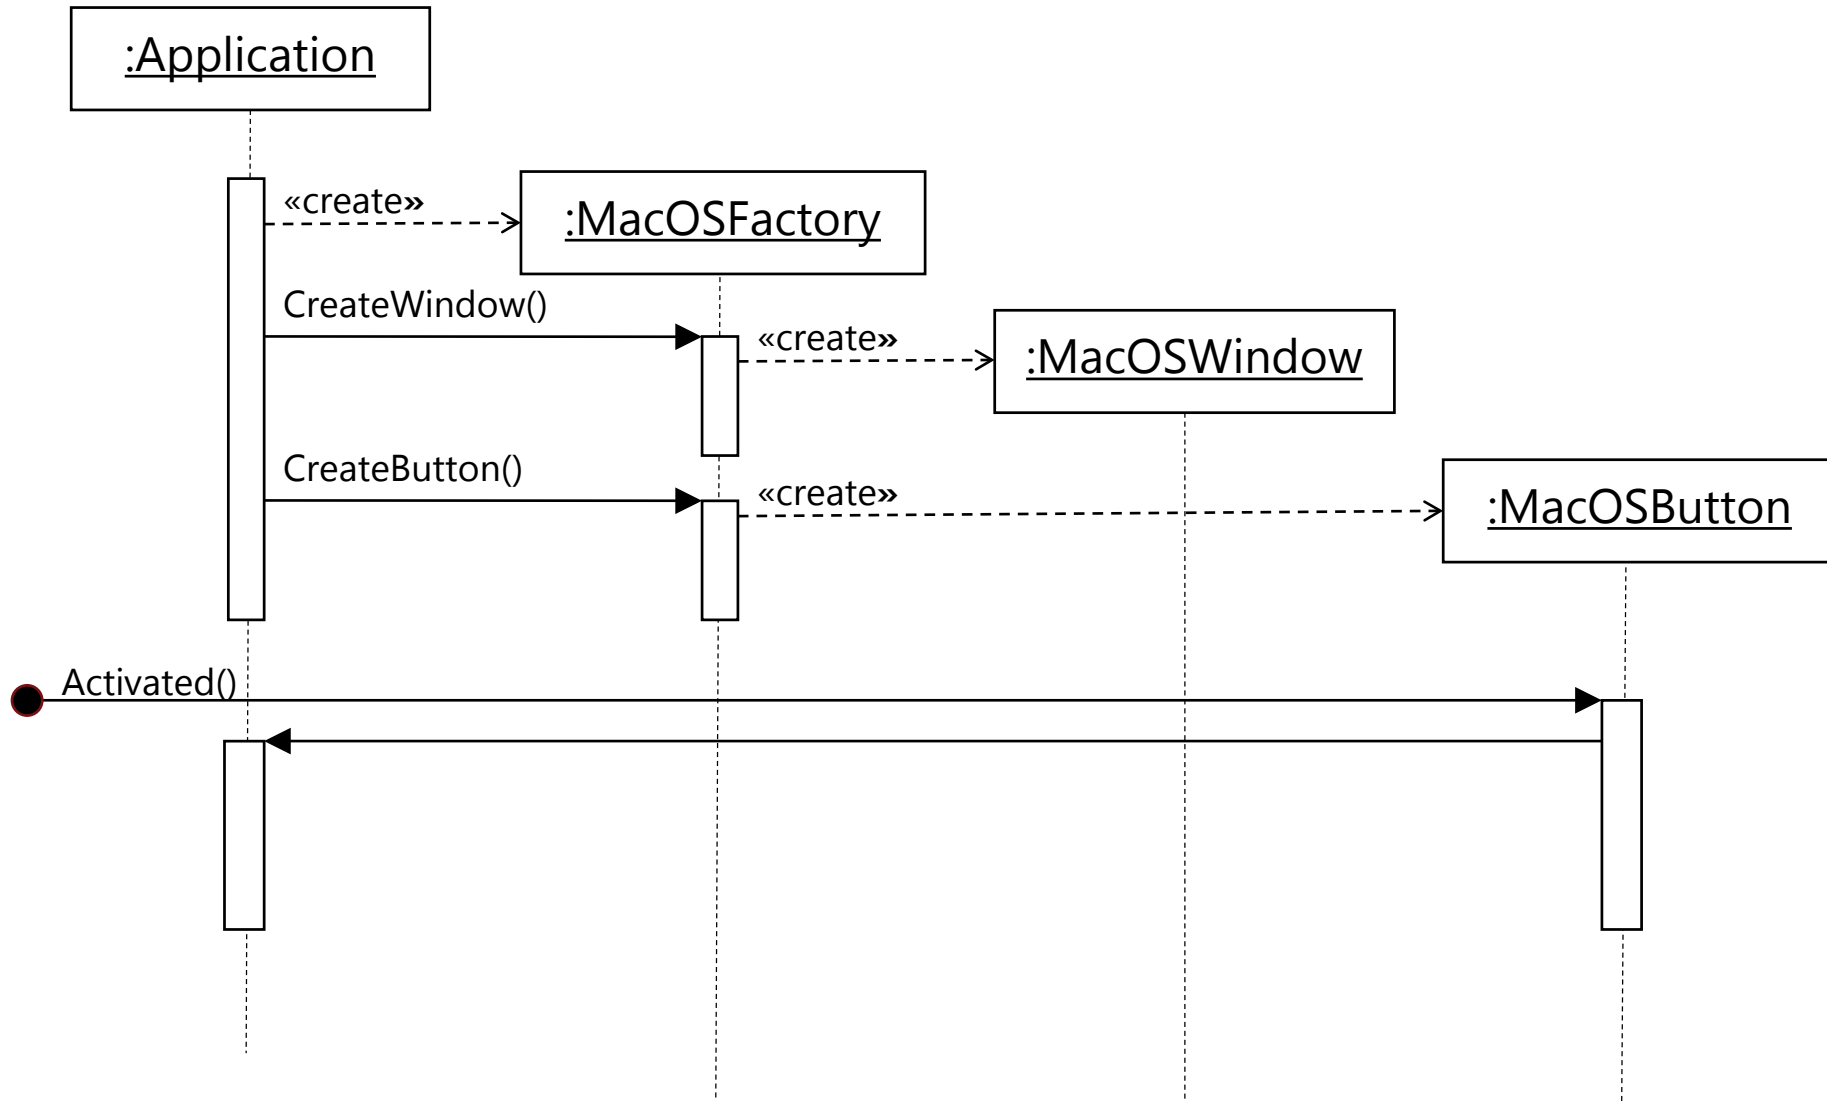 :Application
«create»
:MacOSFactory
CreateWindow()
«create»
:MacOSWindow
CreateButton()
«create»
:MacOSButton
Activated()